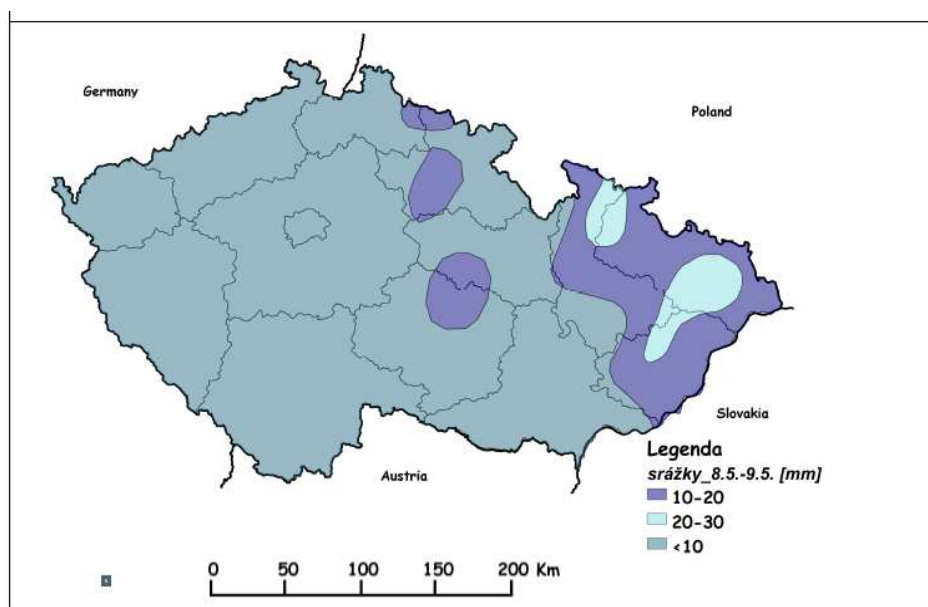 Germany
Poland
Slovakia
Austria
Legenda
srážky_8.5.-9.5. [mm]
10-20
20-30
<10
0 50 100 150 200 Km